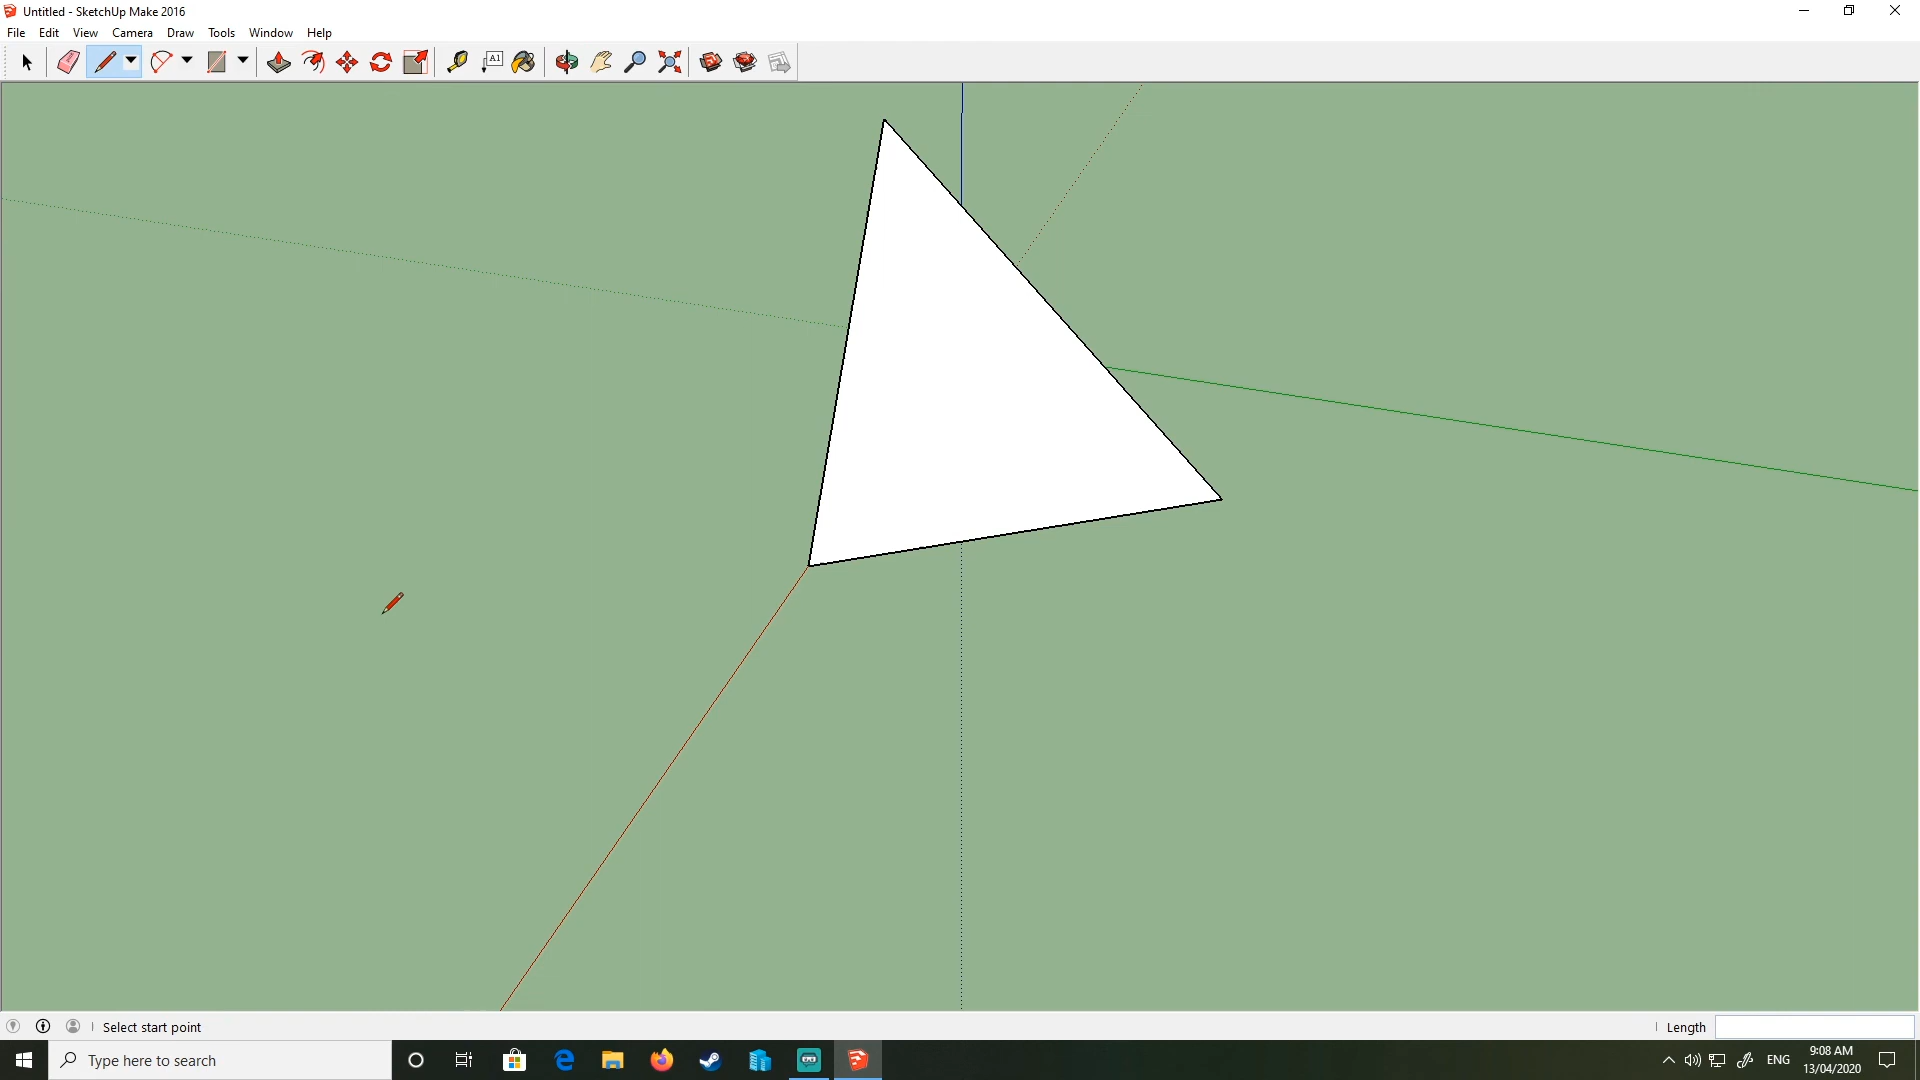 Untitled - SketchUp Make 2016
File Edit View Camera Draw Tools Window Help
A1
Select start point
Length
Type here to search
ENG
9:08 AM
13/04/2020